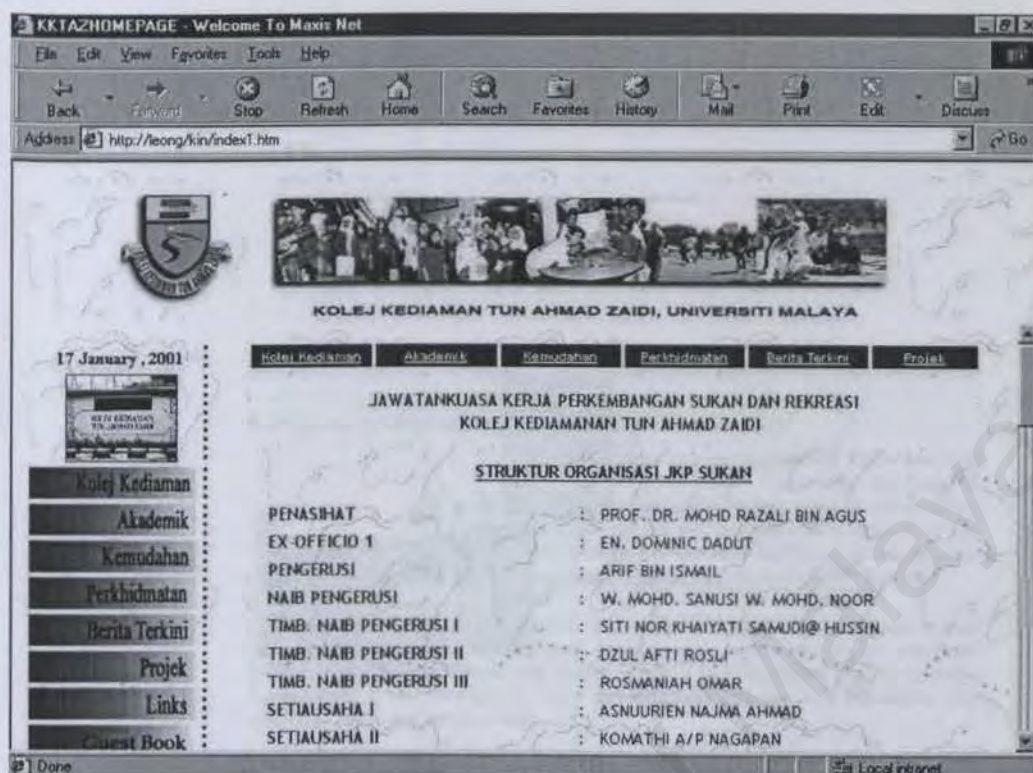 KKTAZHOMEPAGE - Welcome To Maxis Net
File Edit View Favorites Tools Help
Back Forward Stop Refresh Home Search Favorites History Mail Print Edit Discuss
Address http://leong/kin/index1.htm Go
KOLEJ KEDIAMAN TUN AHMAD ZAIDI, UNIVERSITI MALAYA
17 January , 2001
Kolej Kediaman Akademik Kemudahan Perkhidmatan Berita Terkini Projek
JAWATANKUASA KERJA PERKEMBANGAN SUKAN DAN REKREASI
KOLEJ KEDIAMANAN TUN AHMAD ZAIDI
STRUKTUR ORGANISASI JKP SUKAN
Kolej Kediaman
Akademik
Kemudahan
Perkhidmatan
Berita Terkini
Projek
Links
Guest Book
PENASIHAT : PROF. DR. MOHD RAZALI BIN AGUS
EX-OFFICIO 1 : EN. DOMINIC DADUT
PENGERUSI : ARIF BIN ISMAIL
NAIB PENGERUSI : W. MOHD. SANUSI W. MOHD. NOOR
TIMB. NAIB PENGERUSI I : SITI NOR KHAIYATI SAMUDI@ HUSSIN
TIMB. NAIB PENGERUSI II : DZUL AFTI ROSLI
TIMB. NAIB PENGERUSI III : ROSMANIAH OMAR
SETIAUSAHA I : ASNUURIEN NAJMA AHMAD
SETIAUSAHA II : KOMATHI A/P NAGAPAN
Done Local intranet